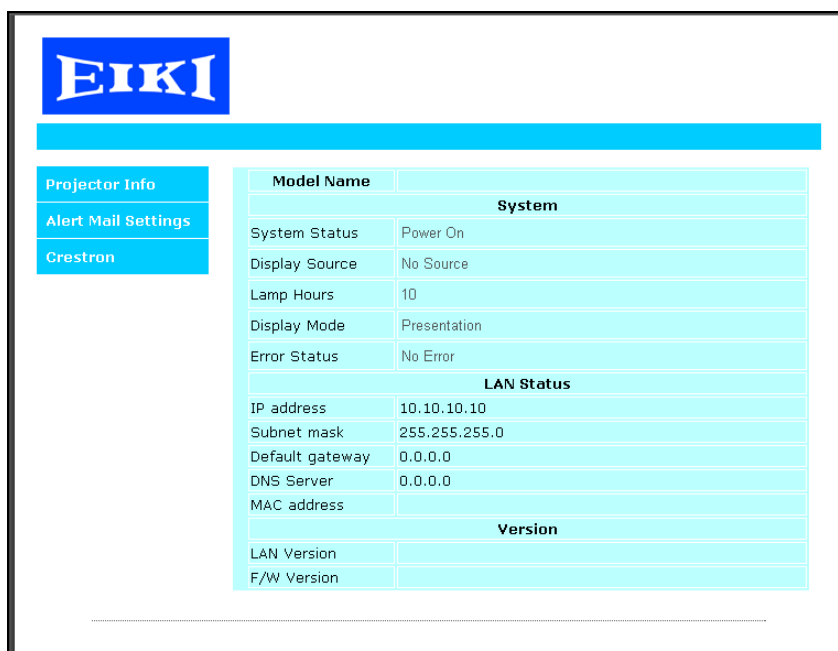 EIKI
Projector Info
Alert Mail Settings
Crestron
Model Name
System
System Status Power On
Display Source No Source
Lamp Hours 10
Display Mode Presentation
Error Status No Error
LAN Status
IP address 10.10.10.10
Subnet mask 255.255.255.0
Default gateway 0.0.0.0
DNS Server 0.0.0.0
MAC address
Version
LAN Version
F/W Version